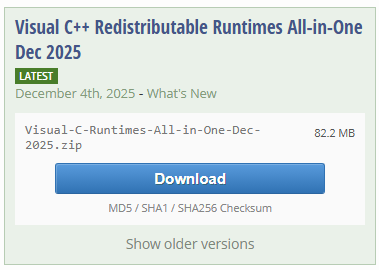 Visual C++ Redistributable Runtimes All-in-One
Dec 2025
LATEST
December 4th, 2025 - What's New
Visual-C-Runtimes-All-in-One-Dec-
2025.zip
82.2 MB
Download
MD5 / SHA1 / SHA256 Checksum
Show older versions